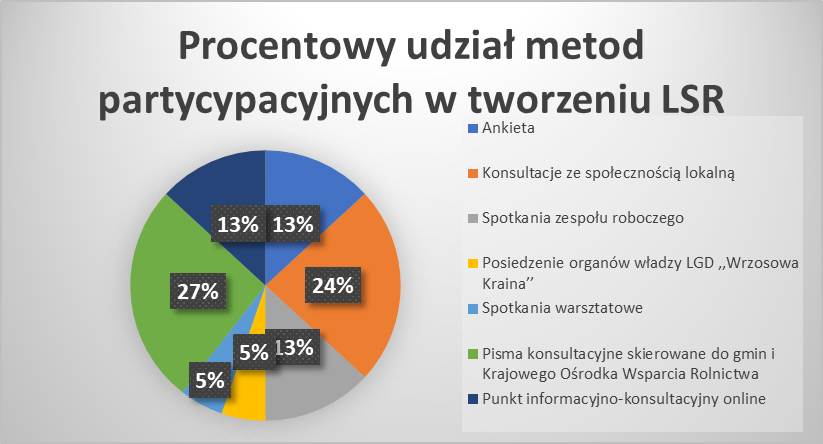 Procentowy udział metod
partycypacyjnych w tworzeniu LSR
Ankieta
Konsultacje ze społecznością lokalną
Spotkania zespołu roboczego
Posiedzenie organów władzy LGD ,,Wrzosowa
Kraina’’
Spotkania warsztatowe
Pisma konsultacyjne skierowane do gmin i
Krajowego Ośrodka Wsparcia Rolnictwa
Punkt informacyjno-konsultacyjny online
13%
13%
24%
27%
13%
5%
5%